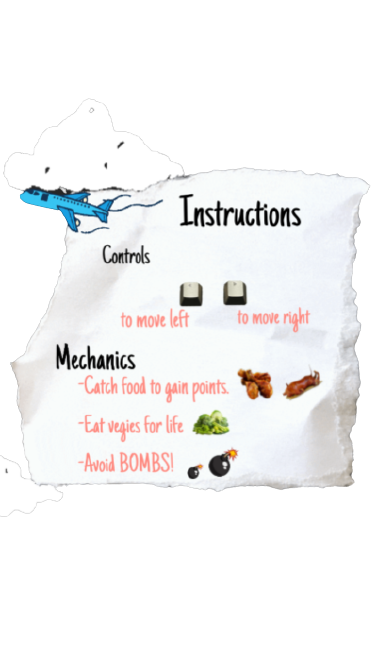 Instructions
Controls
to move left to move right
Mechanics
-Catch Food to gain points.
-Eat vegies For life
-Avoid BOMBS!